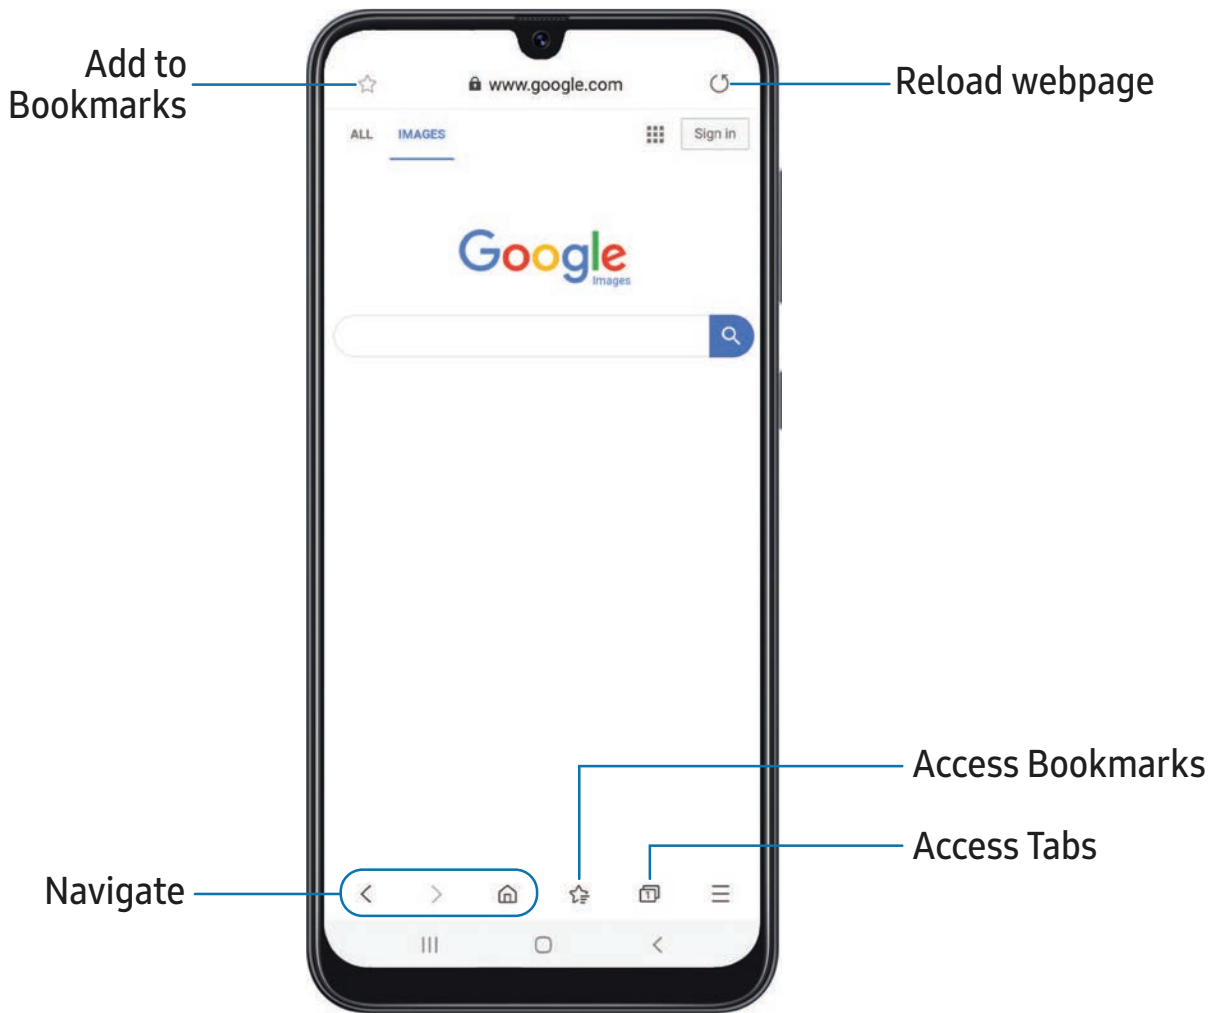 Add to
Bookmarks
www.google.com
Reload webpage
ALL IMAGES
Sign in
Google
Images
Access Bookmarks
Access Tabs
Navigate
1